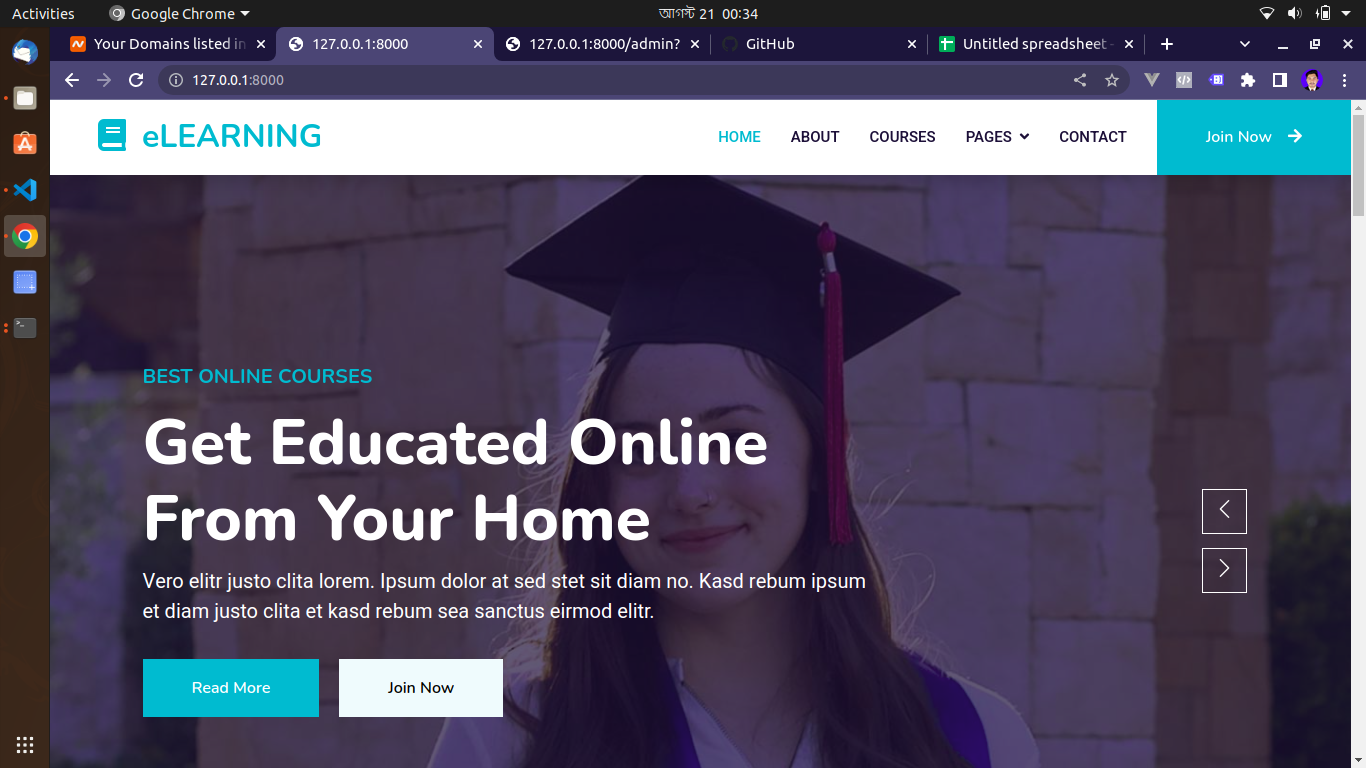 Activities
Google Chrome
আগস্ট 21 00:34
Your Domains listed in
127.0.0.1:8000
127.0.0.1:8000/admin?
GitHub
Untitled spreadsheet -
127.0.0.1:8000
eLEARNING
HOME
ABOUT
COURSES
PAGES
CONTACT
Join Now
BEST ONLINE COURSES
Get Educated Online
From Your Home
Vero elitr justo clita lorem. Ipsum dolor at sed stet sit diam no. Kasd rebum ipsum
et diam justo clita et kasd rebum sea sanctus eirmod elitr.
Read More
Join Now